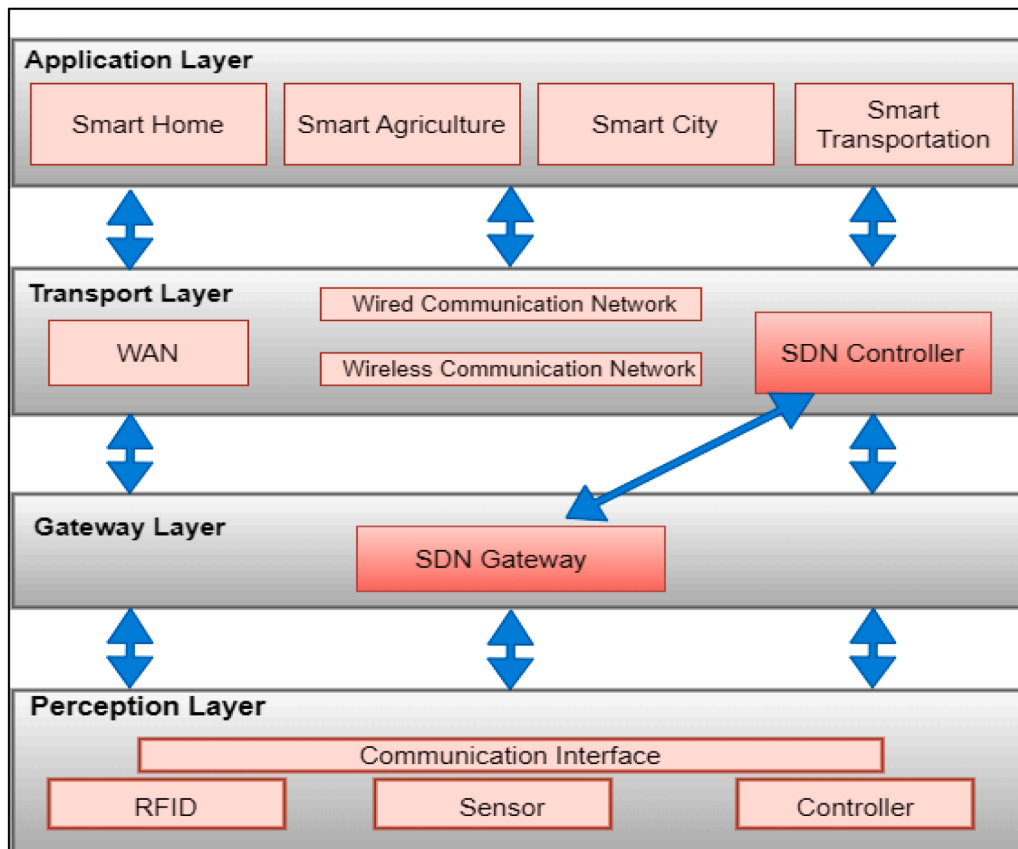 Application Layer
Smart Home
Smart Agriculture
Smart City
Smart
Transportation
Transport Layer
Wired Communication Network
WAN
Wireless Communication Network
SDN Controller
Gateway Layer
SDN Gateway
Perception Layer
Communication Interface
RFID
Sensor
Controller